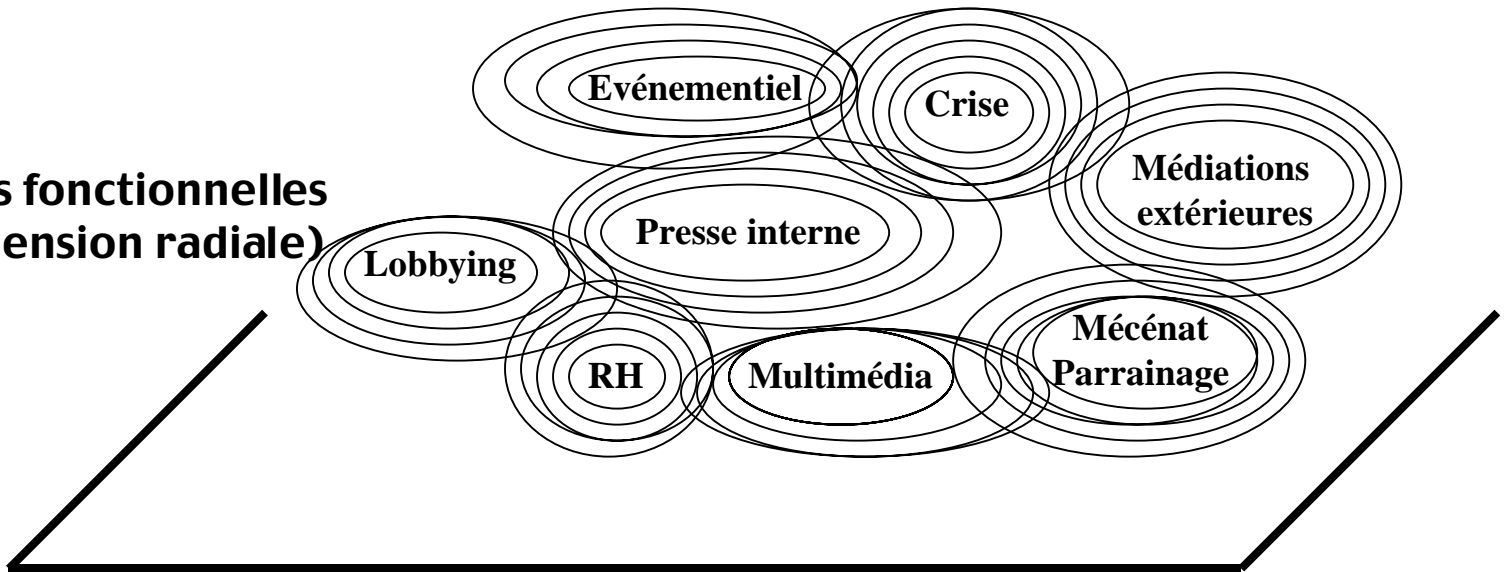 Evénementiel
Crise
Médiations
extérieures
s fonctionnelles
ension radiale)
Presse interne
Lobbying
Mécénat
Parrainage
RH
Multimédia